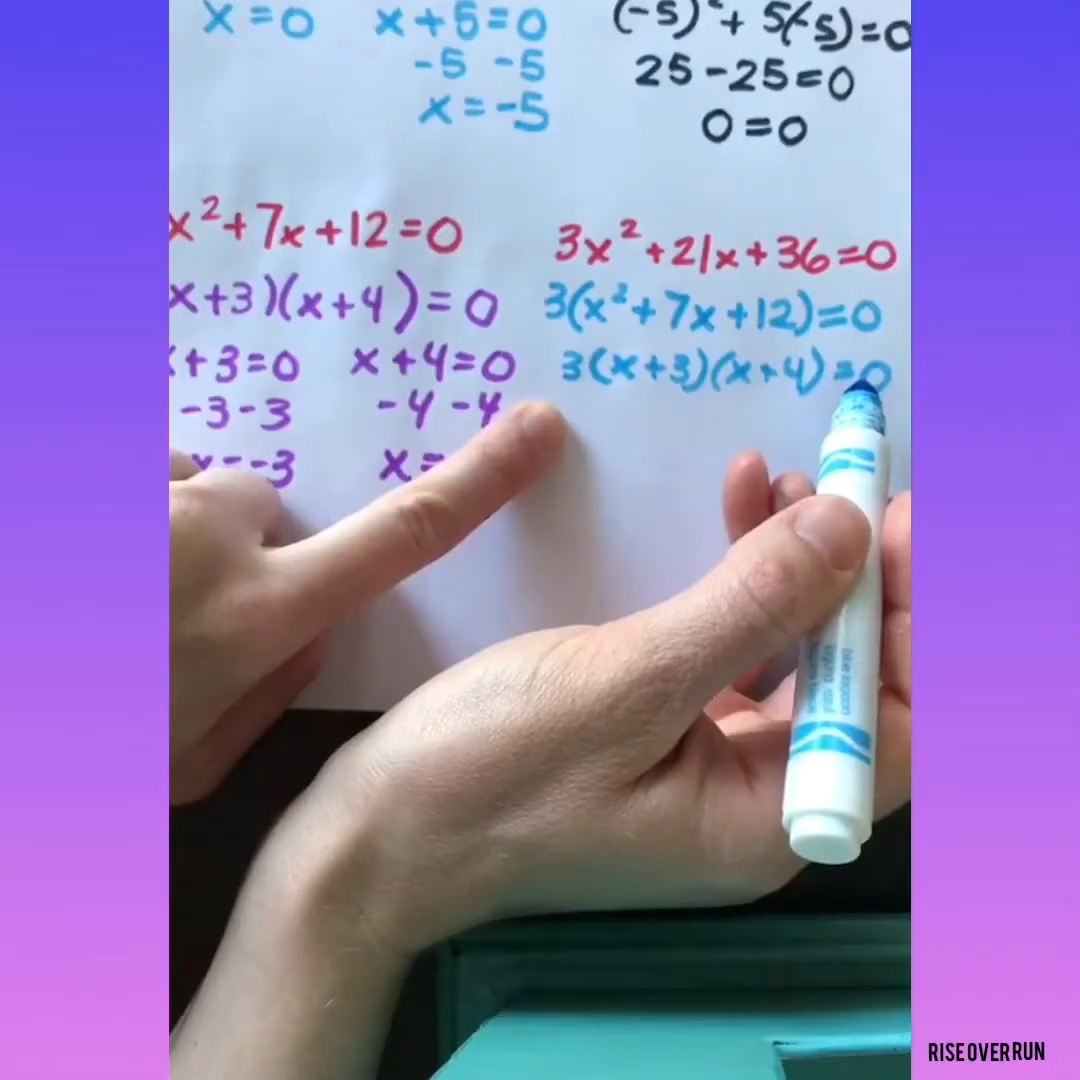 x = 0
x + 5 = 0
-5 -5
x = -5
(-5)² + 5(-5) = 0
25 - 25 = 0
0 = 0
x² + 7x + 12 = 0
x + 3)(x + 4) = 0
+ 3 = 0
-3 -3
x = -3
x + 4 = 0
-4 -4
x =
3x² + 21x + 36 = 0
3(x² + 7x + 12) = 0
3(x + 3)(x + 4) = 0
RISE OVER RUN